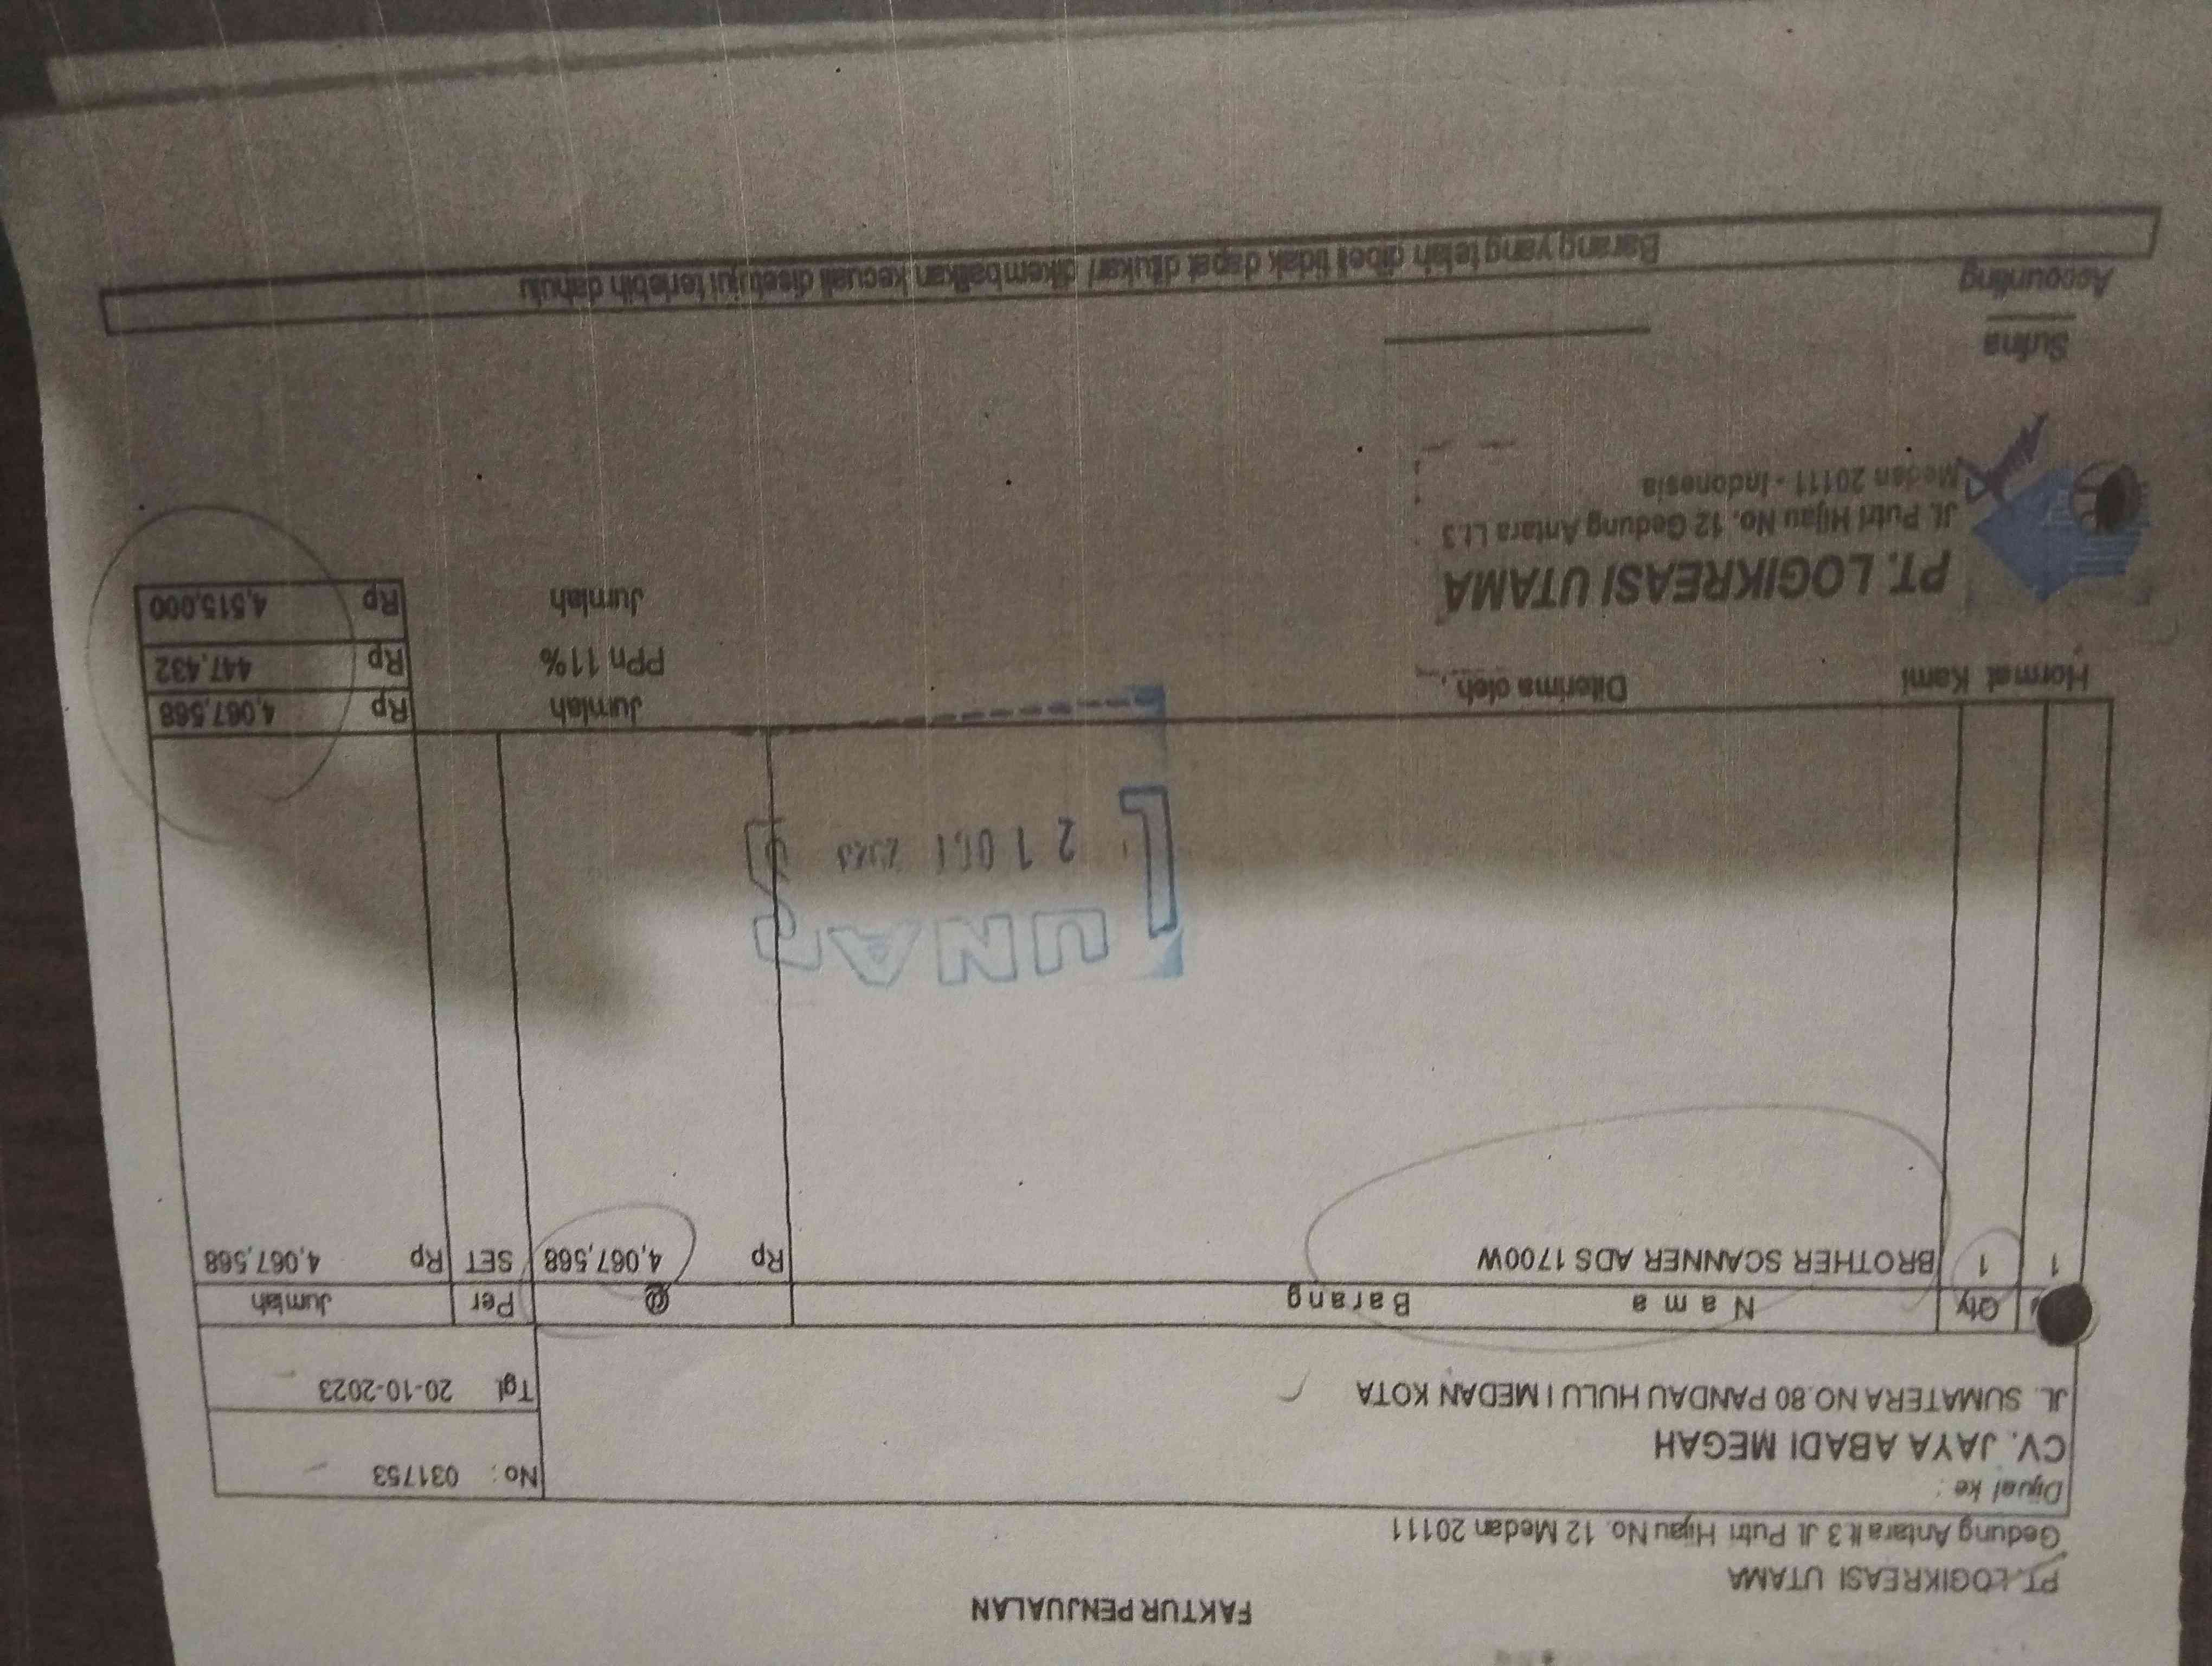 FAKTUR PENJUALAN
PT. LOGIKREASI UTAMA
Gedung Antara lt 3 Jl Putri Hijau No. 12 Medan 20111
Dijual ke :
CV. JAYA ABADI MEGAH
JL. SUMATERA NO.80 PANDAU HULU I MEDAN KOTA
No : 031753
Tgl. 20-10-2023
Qty Nama Barang @ Per Jumlah
1 1 BROTHER SCANNER ADS 1700W Rp 4,067,568 SET Rp 4,067,568
LUNAS
21 OCT 2023
Jumlah Rp 4,067,568
PPn 11% Rp 447,432
Jumlah Rp 4,515,000
Hormat Kami
Diterima oleh,
PT. LOGIKREASI UTAMA
Jl. Putri Hijau No. 12 Gedung Antara Lt.3
Medan 20111 - Indonesia
Sufina
Accounting
Barang yang telah dibeli tidak dapat ditukar/ dikembalikan kecuali disetujui terlebih dahulu